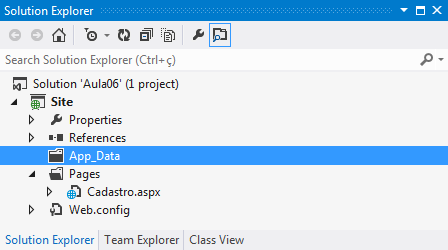 Solution Explorer
Search Solution Explorer (Ctrl+ç)
Solution 'Aula06' (1 project)
Site
Properties
References
App_Data
Pages
Cadastro.aspx
Web.config
Solution Explorer Team Explorer Class View